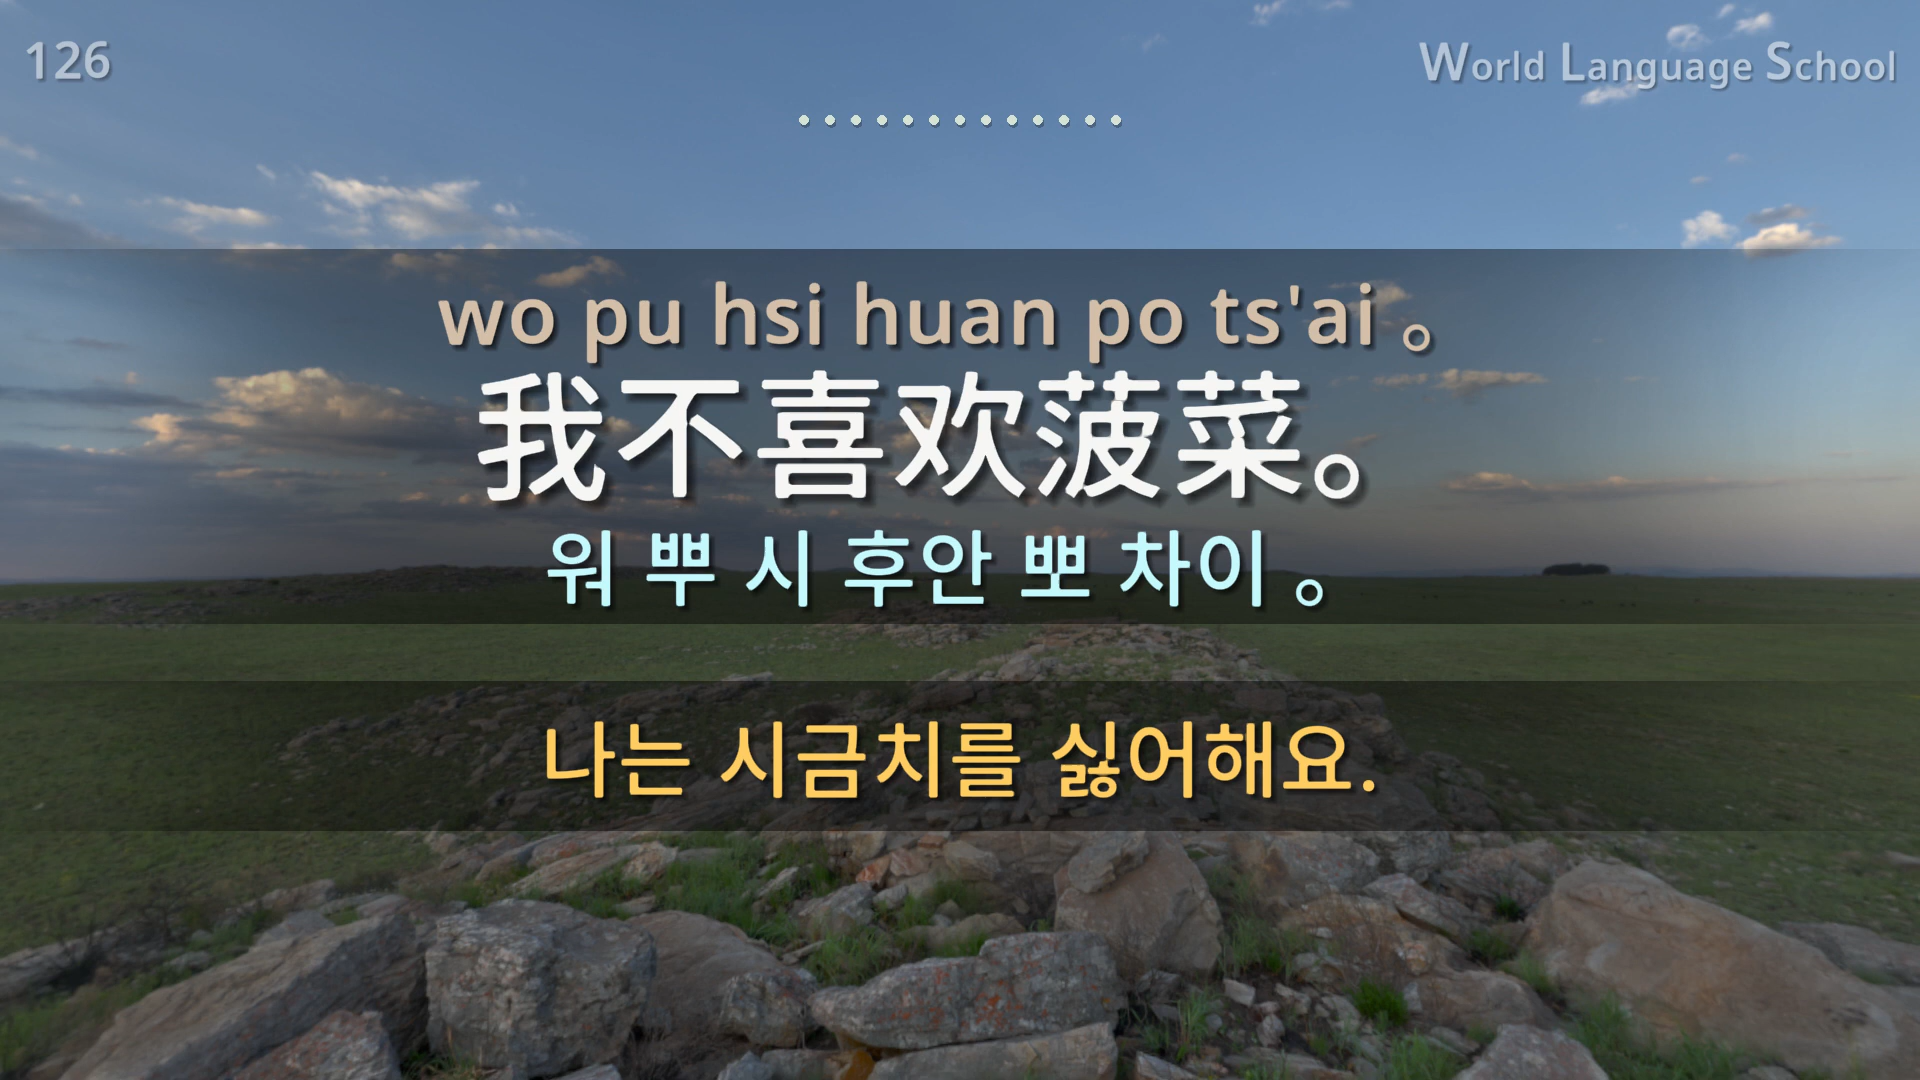 126
World Language School
wo pu hsi huan po ts'ai 。
我不喜欢菠菜。
워 뿌 시 후안 뽀 차이 。
나는 시금치를 싫어해요.